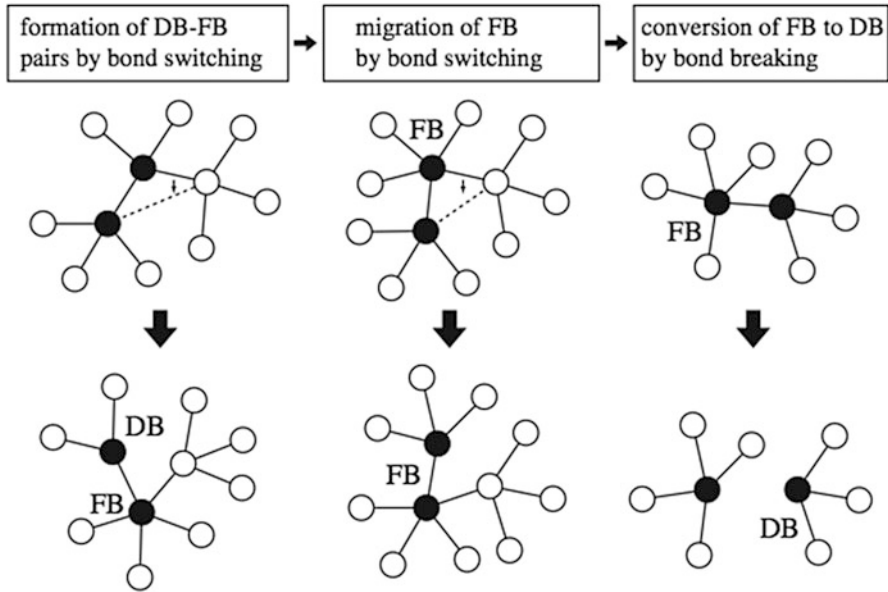 formation of DB-FB
pairs by bond switching
migration of FB
by bond switching
conversion of FB to DB
by bond breaking
FB
FB
DB
FB
FB
DB